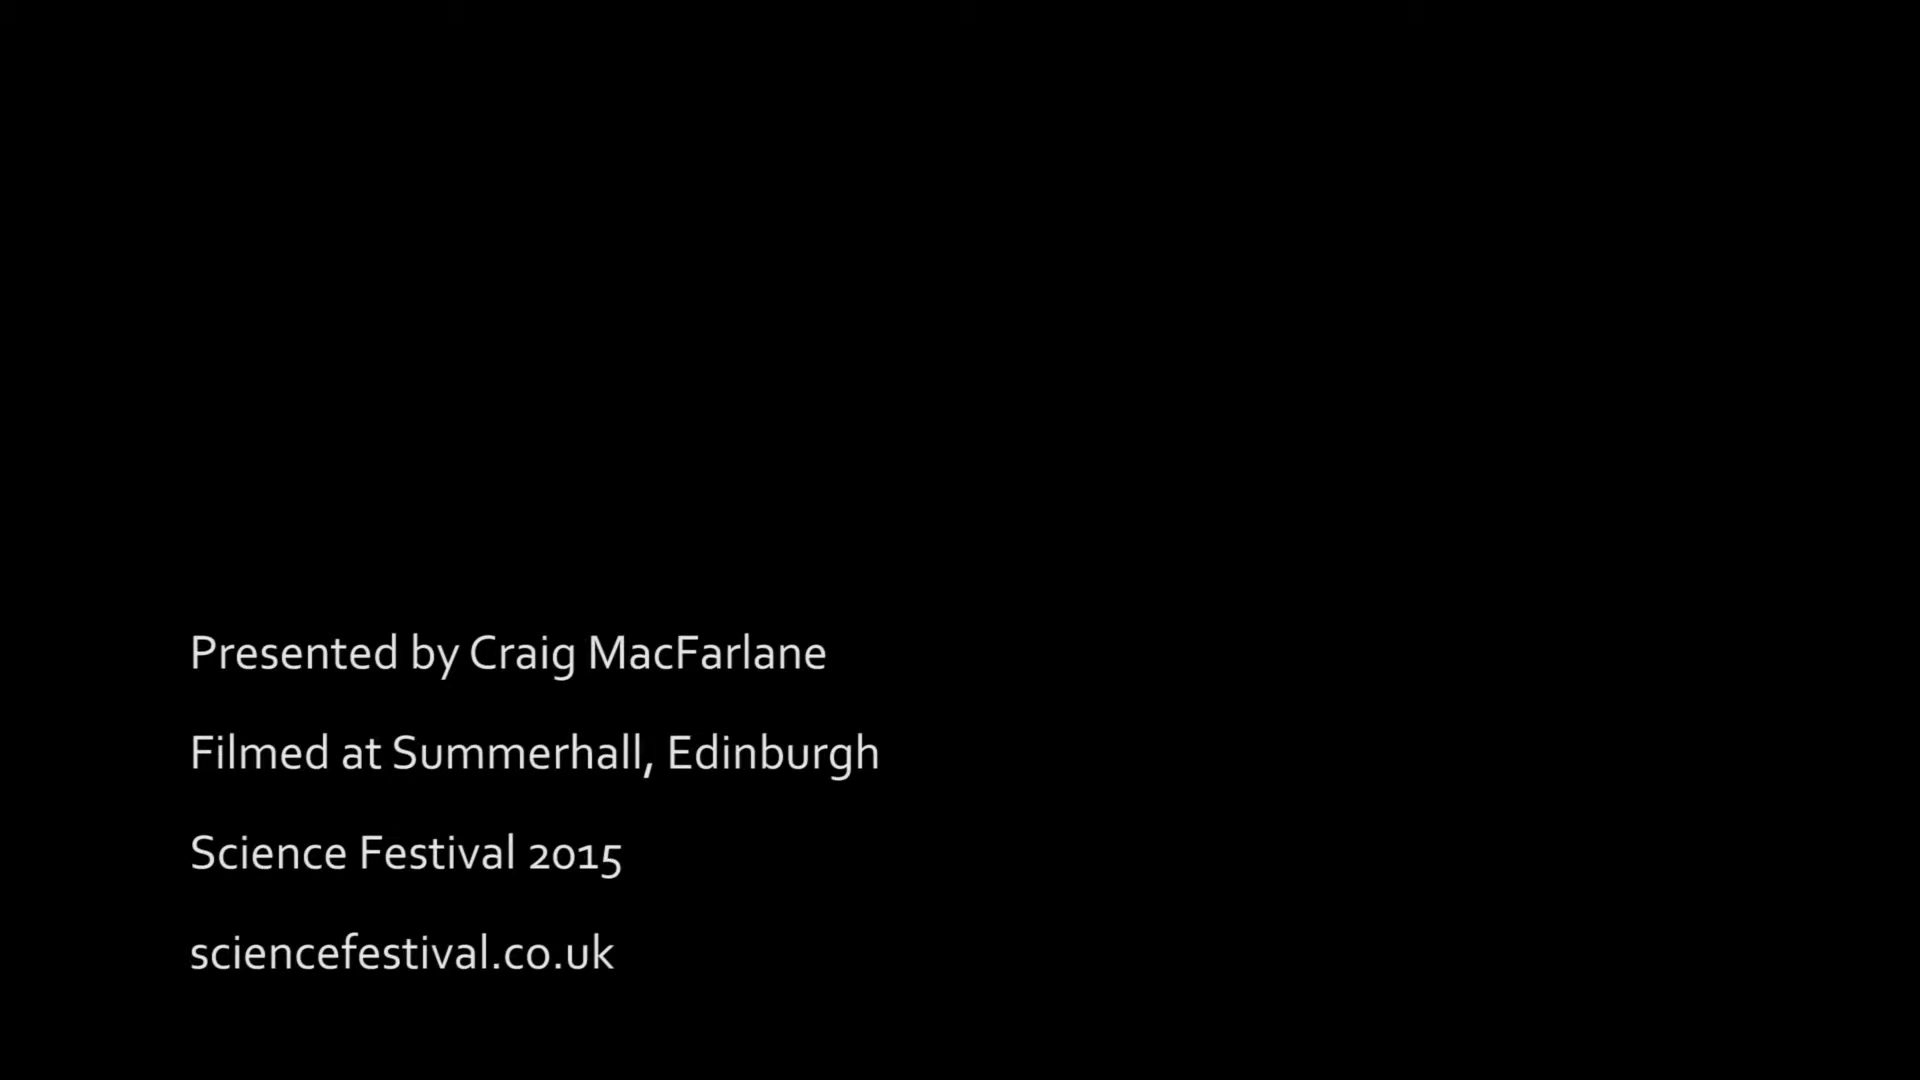 Presented by Craig MacFarlane
Filmed at Summerhall, Edinburgh
Science Festival 2015
sciencefestival.co.uk